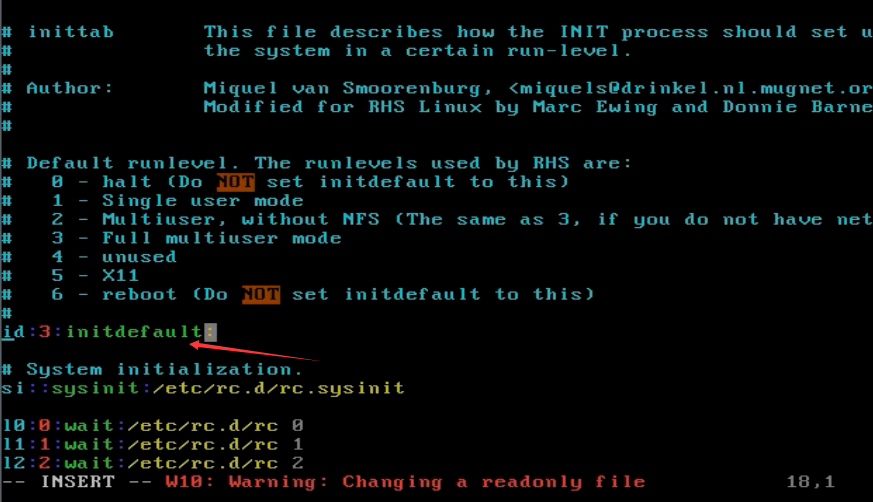 # inittab       This file describes how the INIT process should set u
#               the system in a certain run-level.
#
# Author:       Miquel van Smoorenburg, <miquels@drinkel.nl.mugnet.or
#               Modified for RHS Linux by Marc Ewing and Donnie Barne
#
# Default runlevel. The runlevels used by RHS are:
#   0 - halt (Do NOT set initdefault to this)
#   1 - Single user mode
#   2 - Multiuser, without NFS (The same as 3, if you do not have net
#   3 - Full multiuser mode
#   4 - unused
#   5 - X11
#   6 - reboot (Do NOT set initdefault to this)
#
id:3:initdefault:
# System initialization.
si::sysinit:/etc/rc.d/rc.sysinit
l0:0:wait:/etc/rc.d/rc 0
l1:1:wait:/etc/rc.d/rc 1
l2:2:wait:/etc/rc.d/rc 2
-- INSERT -- W10: Warning: Changing a readonly file           18,1